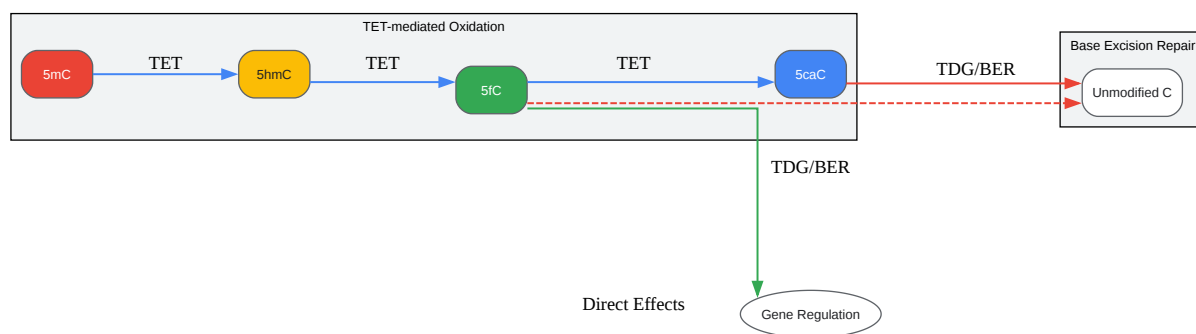 TET-mediated Oxidation
5mC
TET
5hmC
TET
5fC
TET
5caC
TDG/BER
Base Excision Repair
Unmodified C
TDG/BER
Direct Effects
Gene Regulation